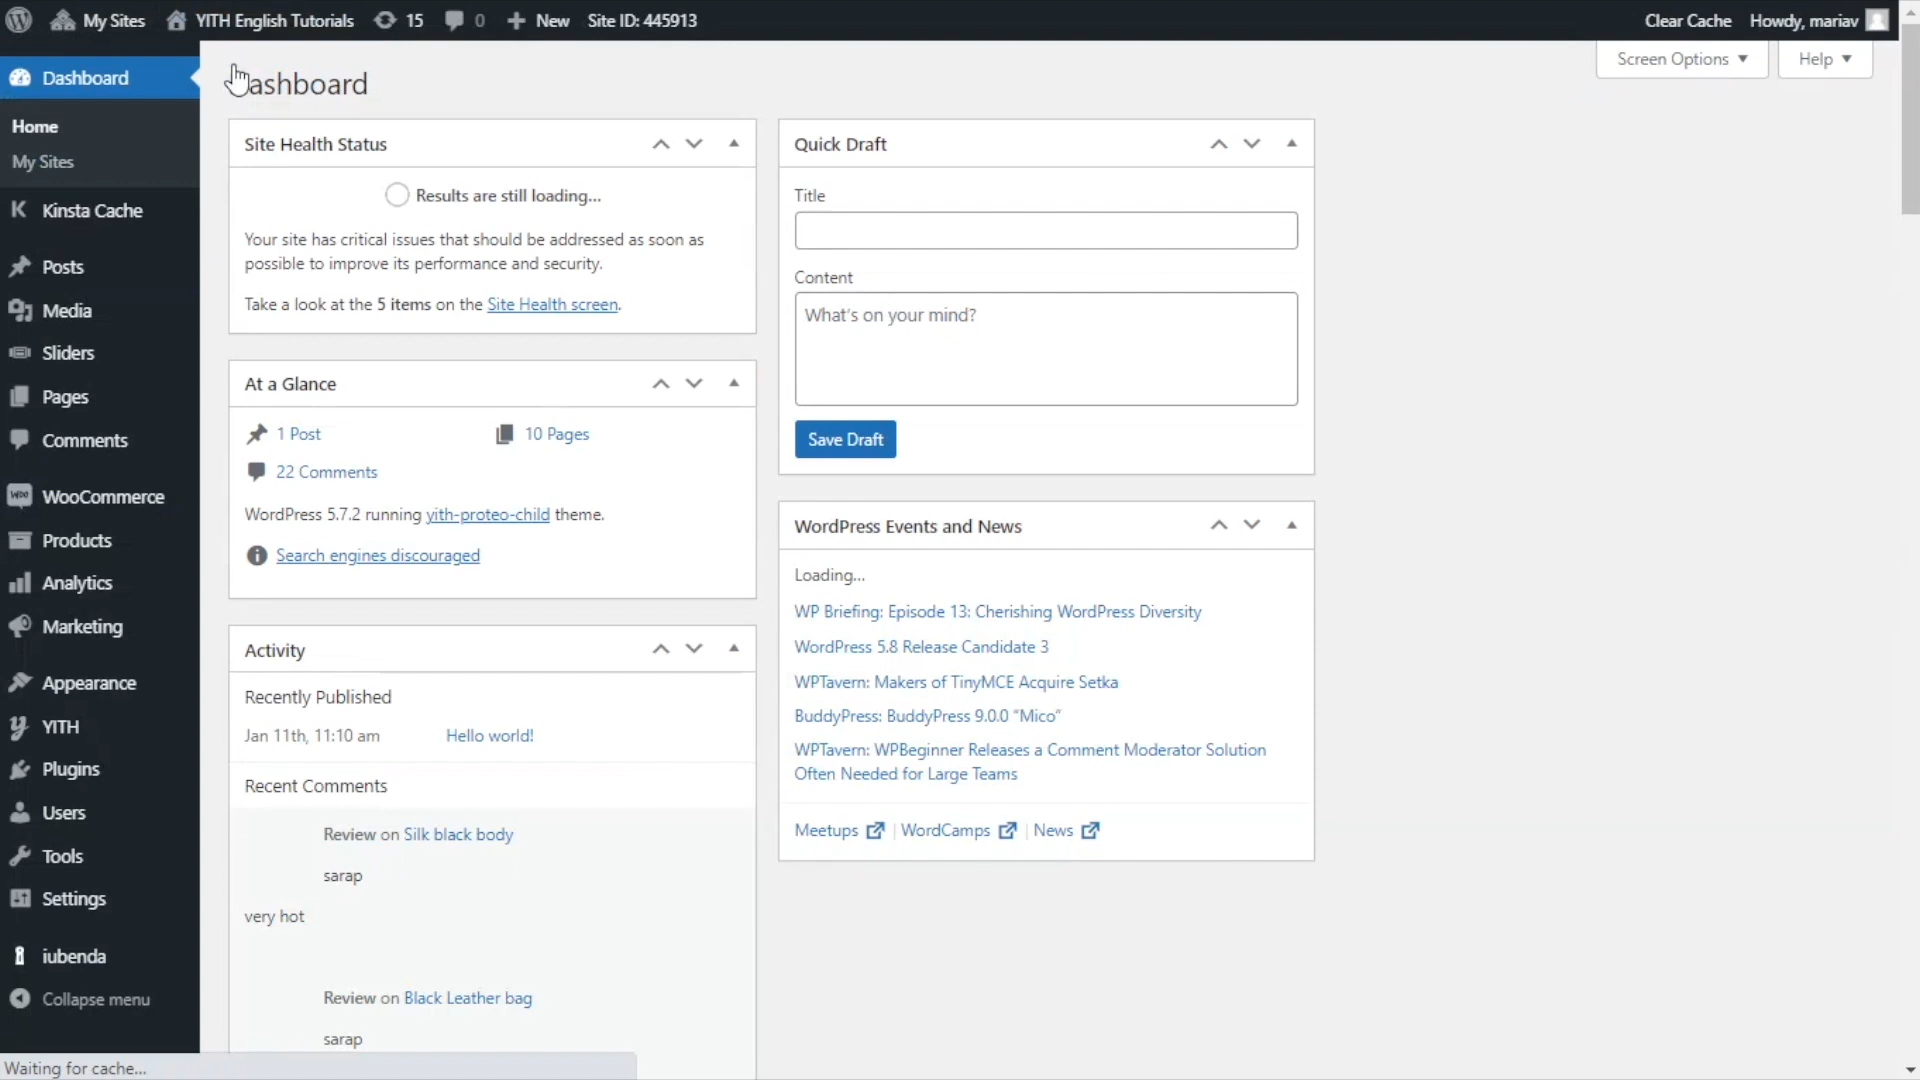 My Sites YITH English Tutorials 15 0 New Site ID: 445913 Clear Cache Howdy, mariav
Screen Options Help
Dashboard
Home
My Sites
Kinsta Cache
Posts
Media
Sliders
Pages
Comments
WooCommerce
Products
Analytics
Marketing
Appearance
YITH
Plugins
Users
Tools
Settings
iubenda
Collapse menu
ashboard
Site Health Status
Results are still loading...
Your site has critical issues that should be addressed as soon as
possible to improve its performance and security.
Take a look at the 5 items on the Site Health screen.
At a Glance
1 Post 10 Pages
22 Comments
WordPress 5.7.2 running yith-proteo-child theme.
Search engines discouraged
Activity
Recently Published
Jan 11th, 11:10 am Hello world!
Recent Comments
Review on Silk black body
sarap
very hot
Review on Black Leather bag
sarap
Quick Draft
Title
Content
What's on your mind?
Save Draft
WordPress Events and News
Loading...
WP Briefing: Episode 13: Cherishing WordPress Diversity
WordPress 5.8 Release Candidate 3
WPTavern: Makers of TinyMCE Acquire Setka
BuddyPress: BuddyPress 9.0.0 “Mico”
WPTavern: WPBeginner Releases a Comment Moderator Solution
Often Needed for Large Teams
Meetups | WordCamps | News
Waiting for cache...